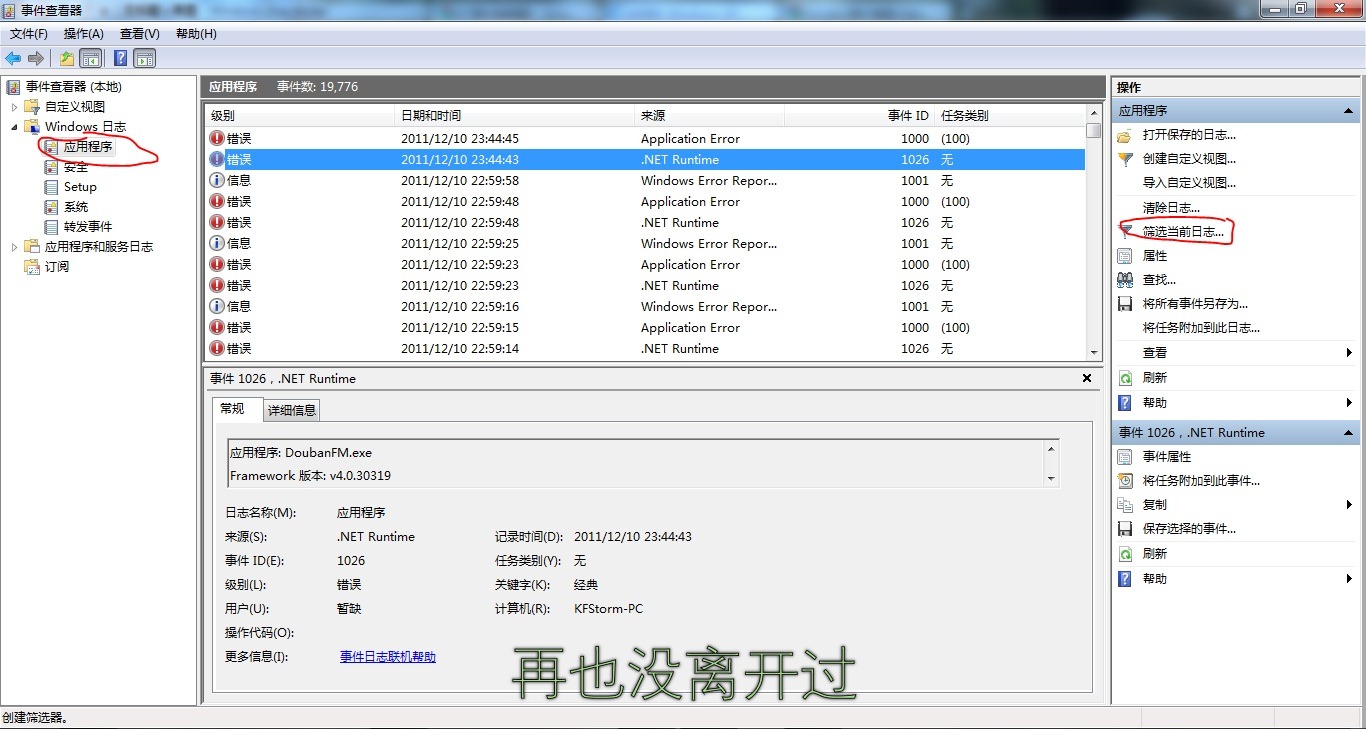 事件查看器
文件(F) 操作(A) 查看(V) 帮助(H)
事件查看器 (本地)
自定义视图
Windows 日志
应用程序
安全
Setup
系统
转发事件
应用程序和服务日志
订阅
应用程序 事件数: 19,776
级别 日期和时间 来源 事件 ID 任务类别
错误 2011/12/10 23:44:45 Application Error 1000 (100)
错误 2011/12/10 23:44:43 .NET Runtime 1026 无
信息 2011/12/10 22:59:58 Windows Error Repor... 1001 无
错误 2011/12/10 22:59:48 Application Error 1000 (100)
错误 2011/12/10 22:59:48 .NET Runtime 1026 无
信息 2011/12/10 22:59:25 Windows Error Repor... 1001 无
错误 2011/12/10 22:59:23 Application Error 1000 (100)
错误 2011/12/10 22:59:23 .NET Runtime 1026 无
信息 2011/12/10 22:59:16 Windows Error Repor... 1001 无
错误 2011/12/10 22:59:15 Application Error 1000 (100)
错误 2011/12/10 22:59:14 .NET Runtime 1026 无
事件 1026，.NET Runtime
常规 详细信息
应用程序: DoubanFM.exe
Framework 版本: v4.0.30319
日志名称(M): 应用程序
来源(S): .NET Runtime 记录时间(D): 2011/12/10 23:44:43
事件 ID(E): 1026 任务类别(Y): 无
级别(L): 错误 关键字(K): 经典
用户(U): 暂缺 计算机(R): KFStorm-PC
操作代码(O):
更多信息(I): 事件日志联机帮助
再也没离开过
操作
应用程序
打开保存的日志...
创建自定义视图...
导入自定义视图...
清除日志...
筛选当前日志...
属性
查找...
将所有事件另存为...
将任务附加到此日志...
查看
刷新
帮助
事件 1026，.NET Runtime
事件属性
将任务附加到此事件...
复制
保存选择的事件...
刷新
帮助
创建筛选器。